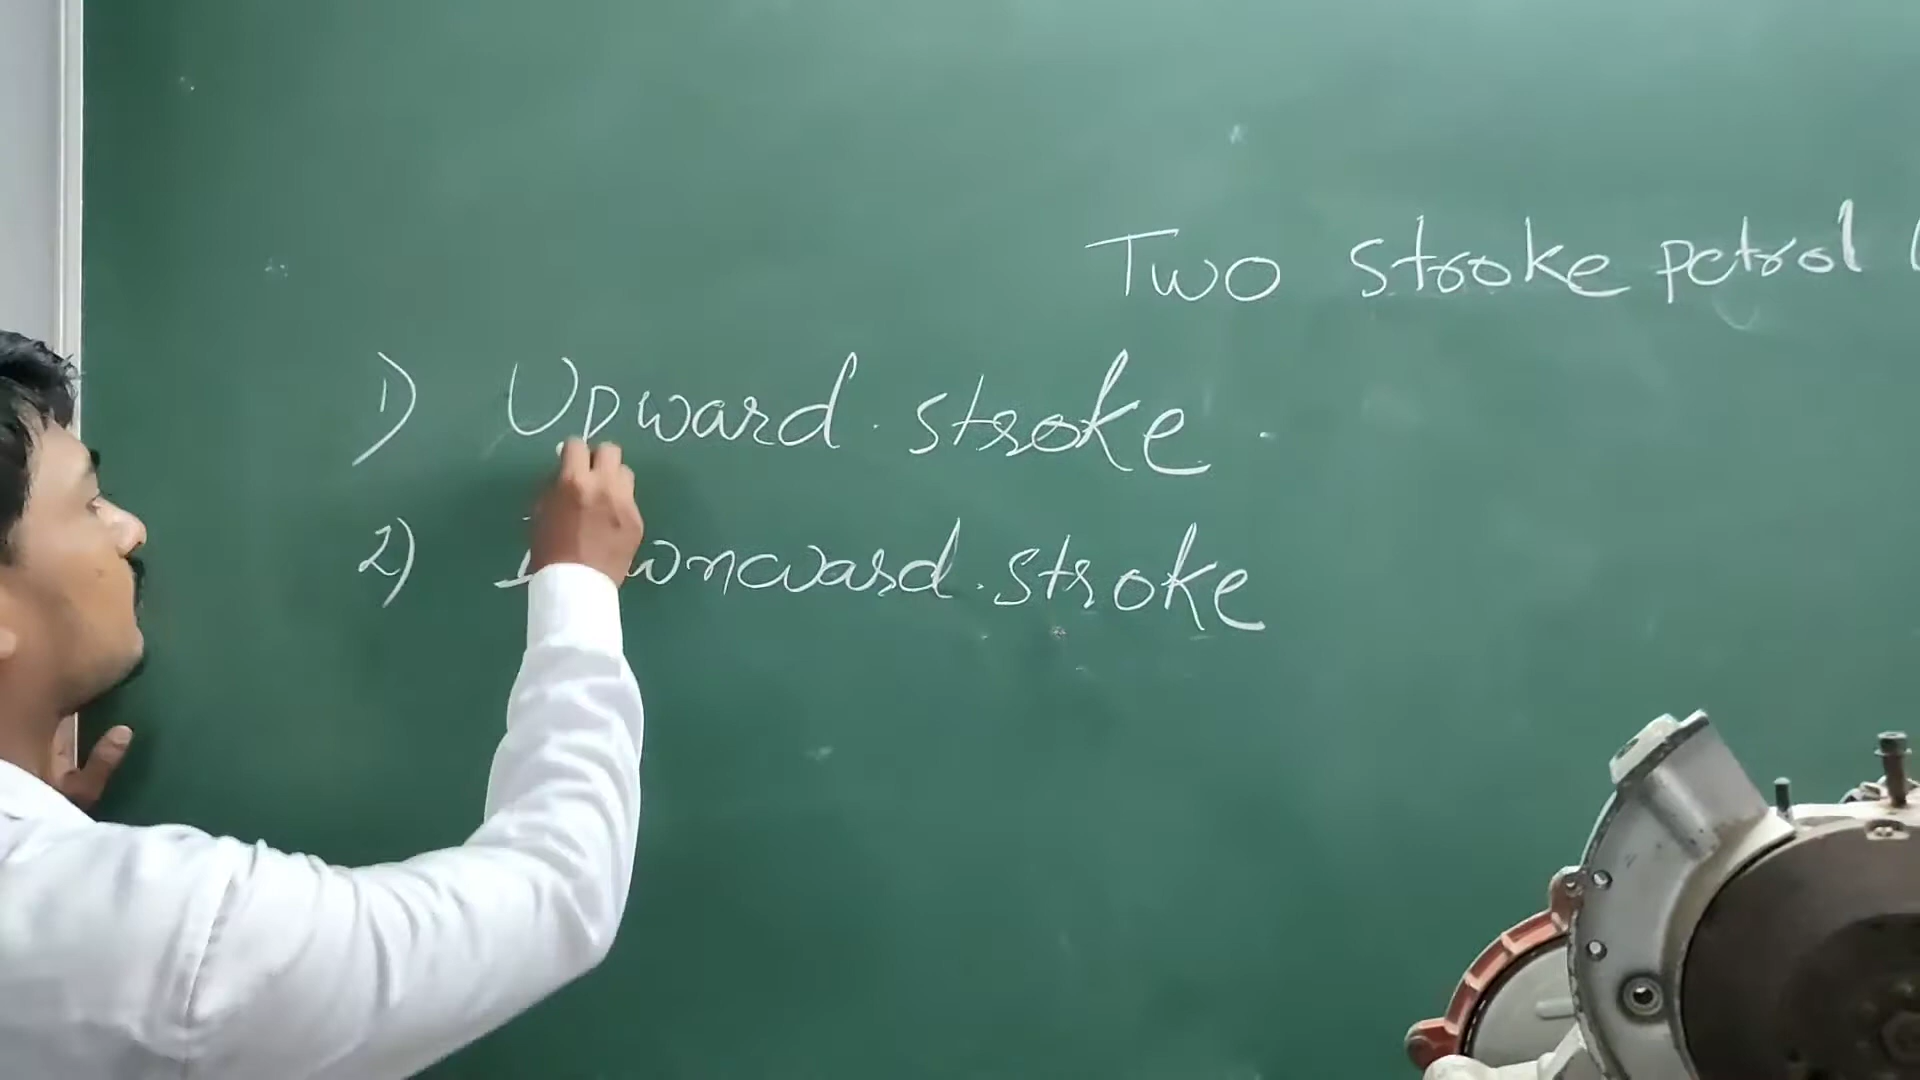 Two stroke petrol
1) Upward stroke
2) Downward stroke